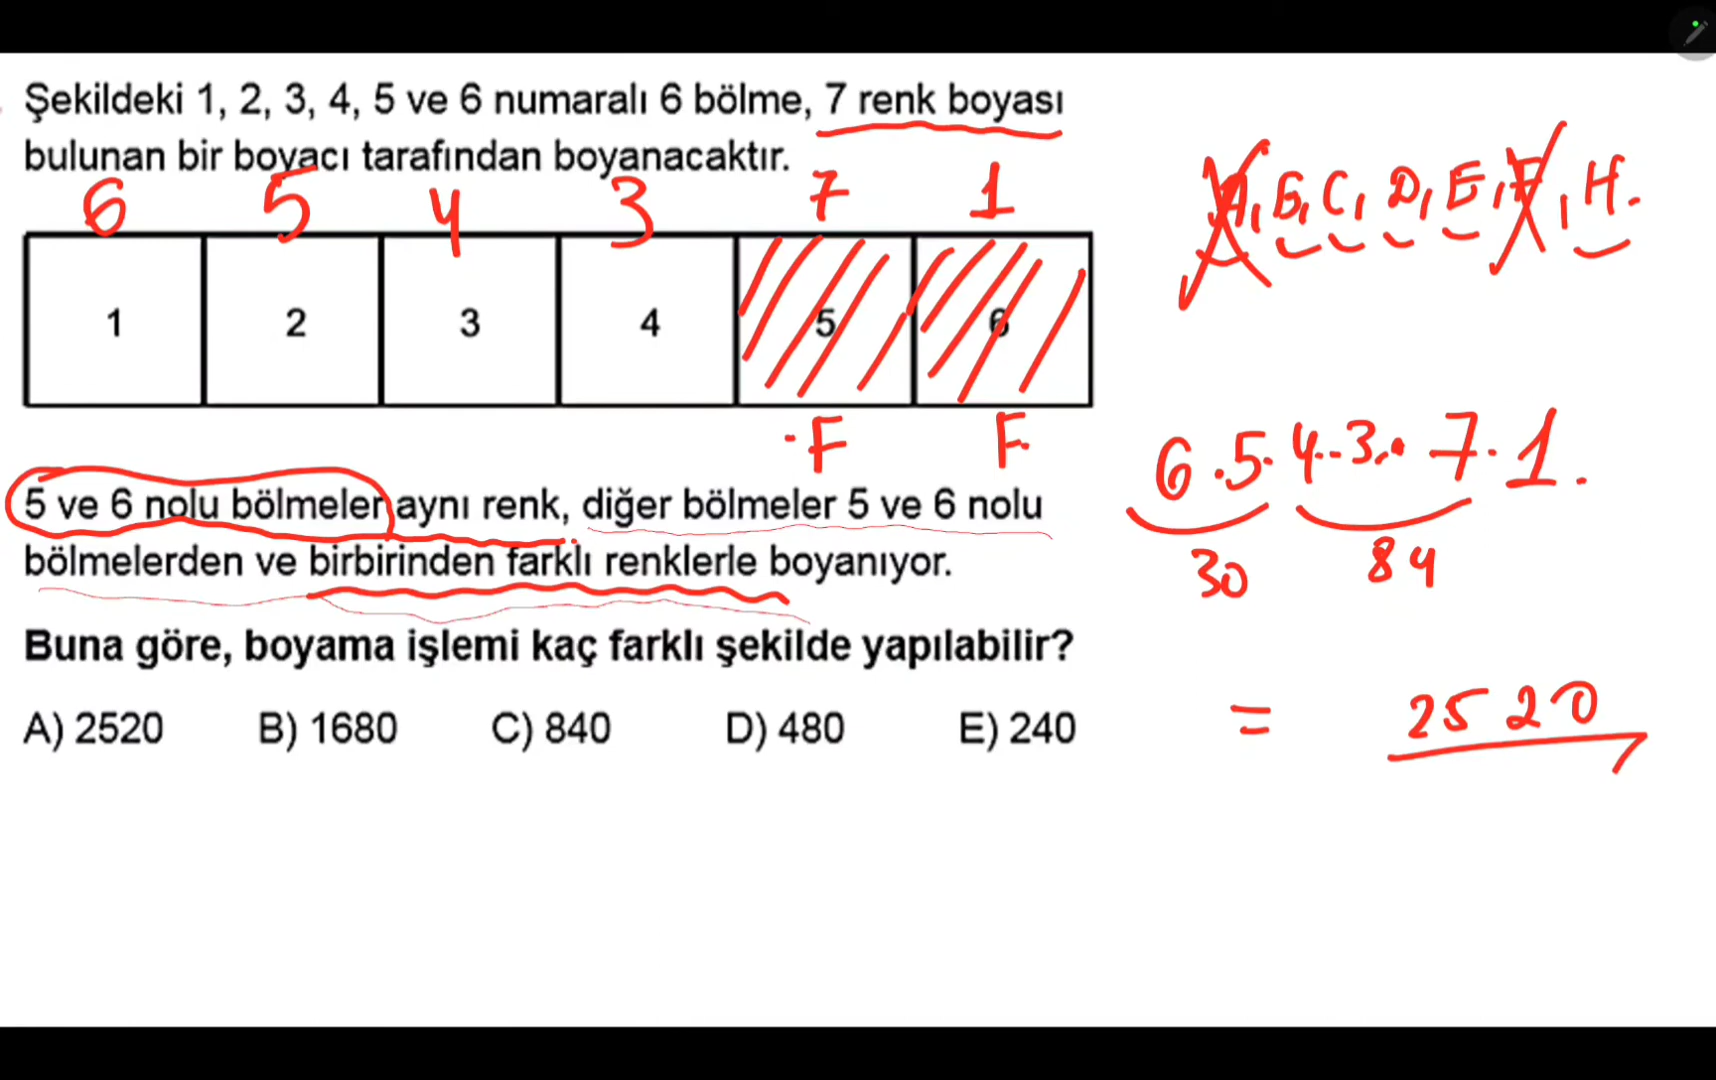 Şekildeki 1, 2, 3, 4, 5 ve 6 numaralı 6 bölme, 7 renk boyası
bulunan bir boyacı tarafından boyanacaktır.
6 5 4 3 7 1
A, B, C, D, E, F, H.
1 2 3 4 5 6
F F
6.5.4.3.7.1.
30 84
5 ve 6 nolu bölmeler aynı renk, diğer bölmeler 5 ve 6 nolu
bölmelerden ve birbirinden farklı renklerle boyanıyor.
Buna göre, boyama işlemi kaç farklı şekilde yapılabilir?
A) 2520 B) 1680 C) 840 D) 480 E) 240
= 2520